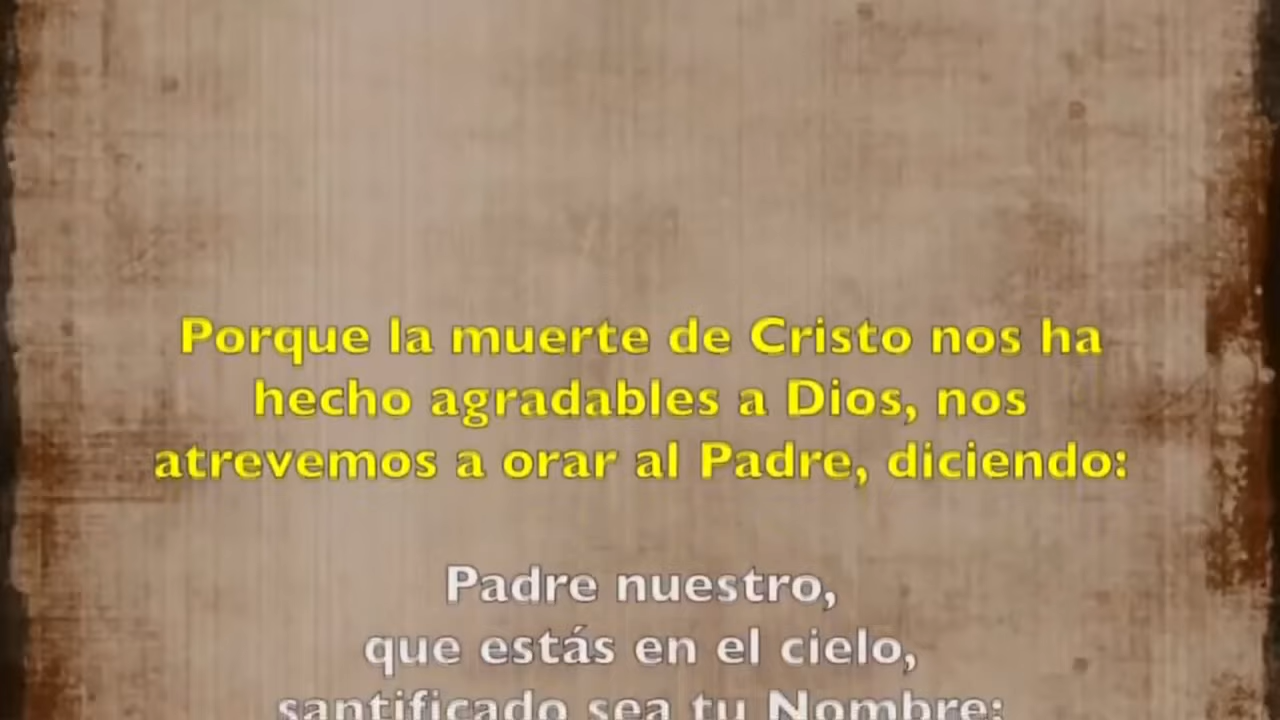 Porque la muerte de Cristo nos ha
hecho agradables a Dios, nos
atrevemos a orar al Padre, diciendo:
Padre nuestro,
que estás en el cielo,
santificado sea tu Nombre;